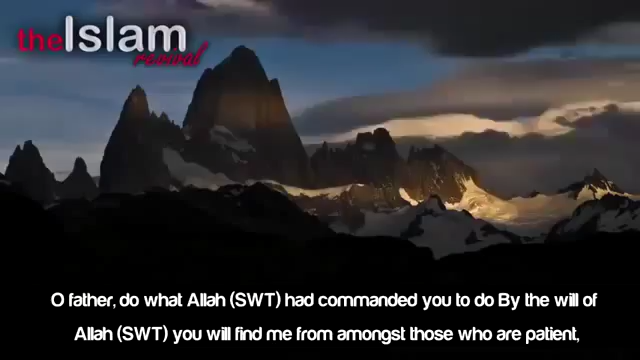 theIslam
revival
O father, do what Allah (SWT) had commanded you to do By the will of
Allah (SWT) you will find me from amongst those who are patient,